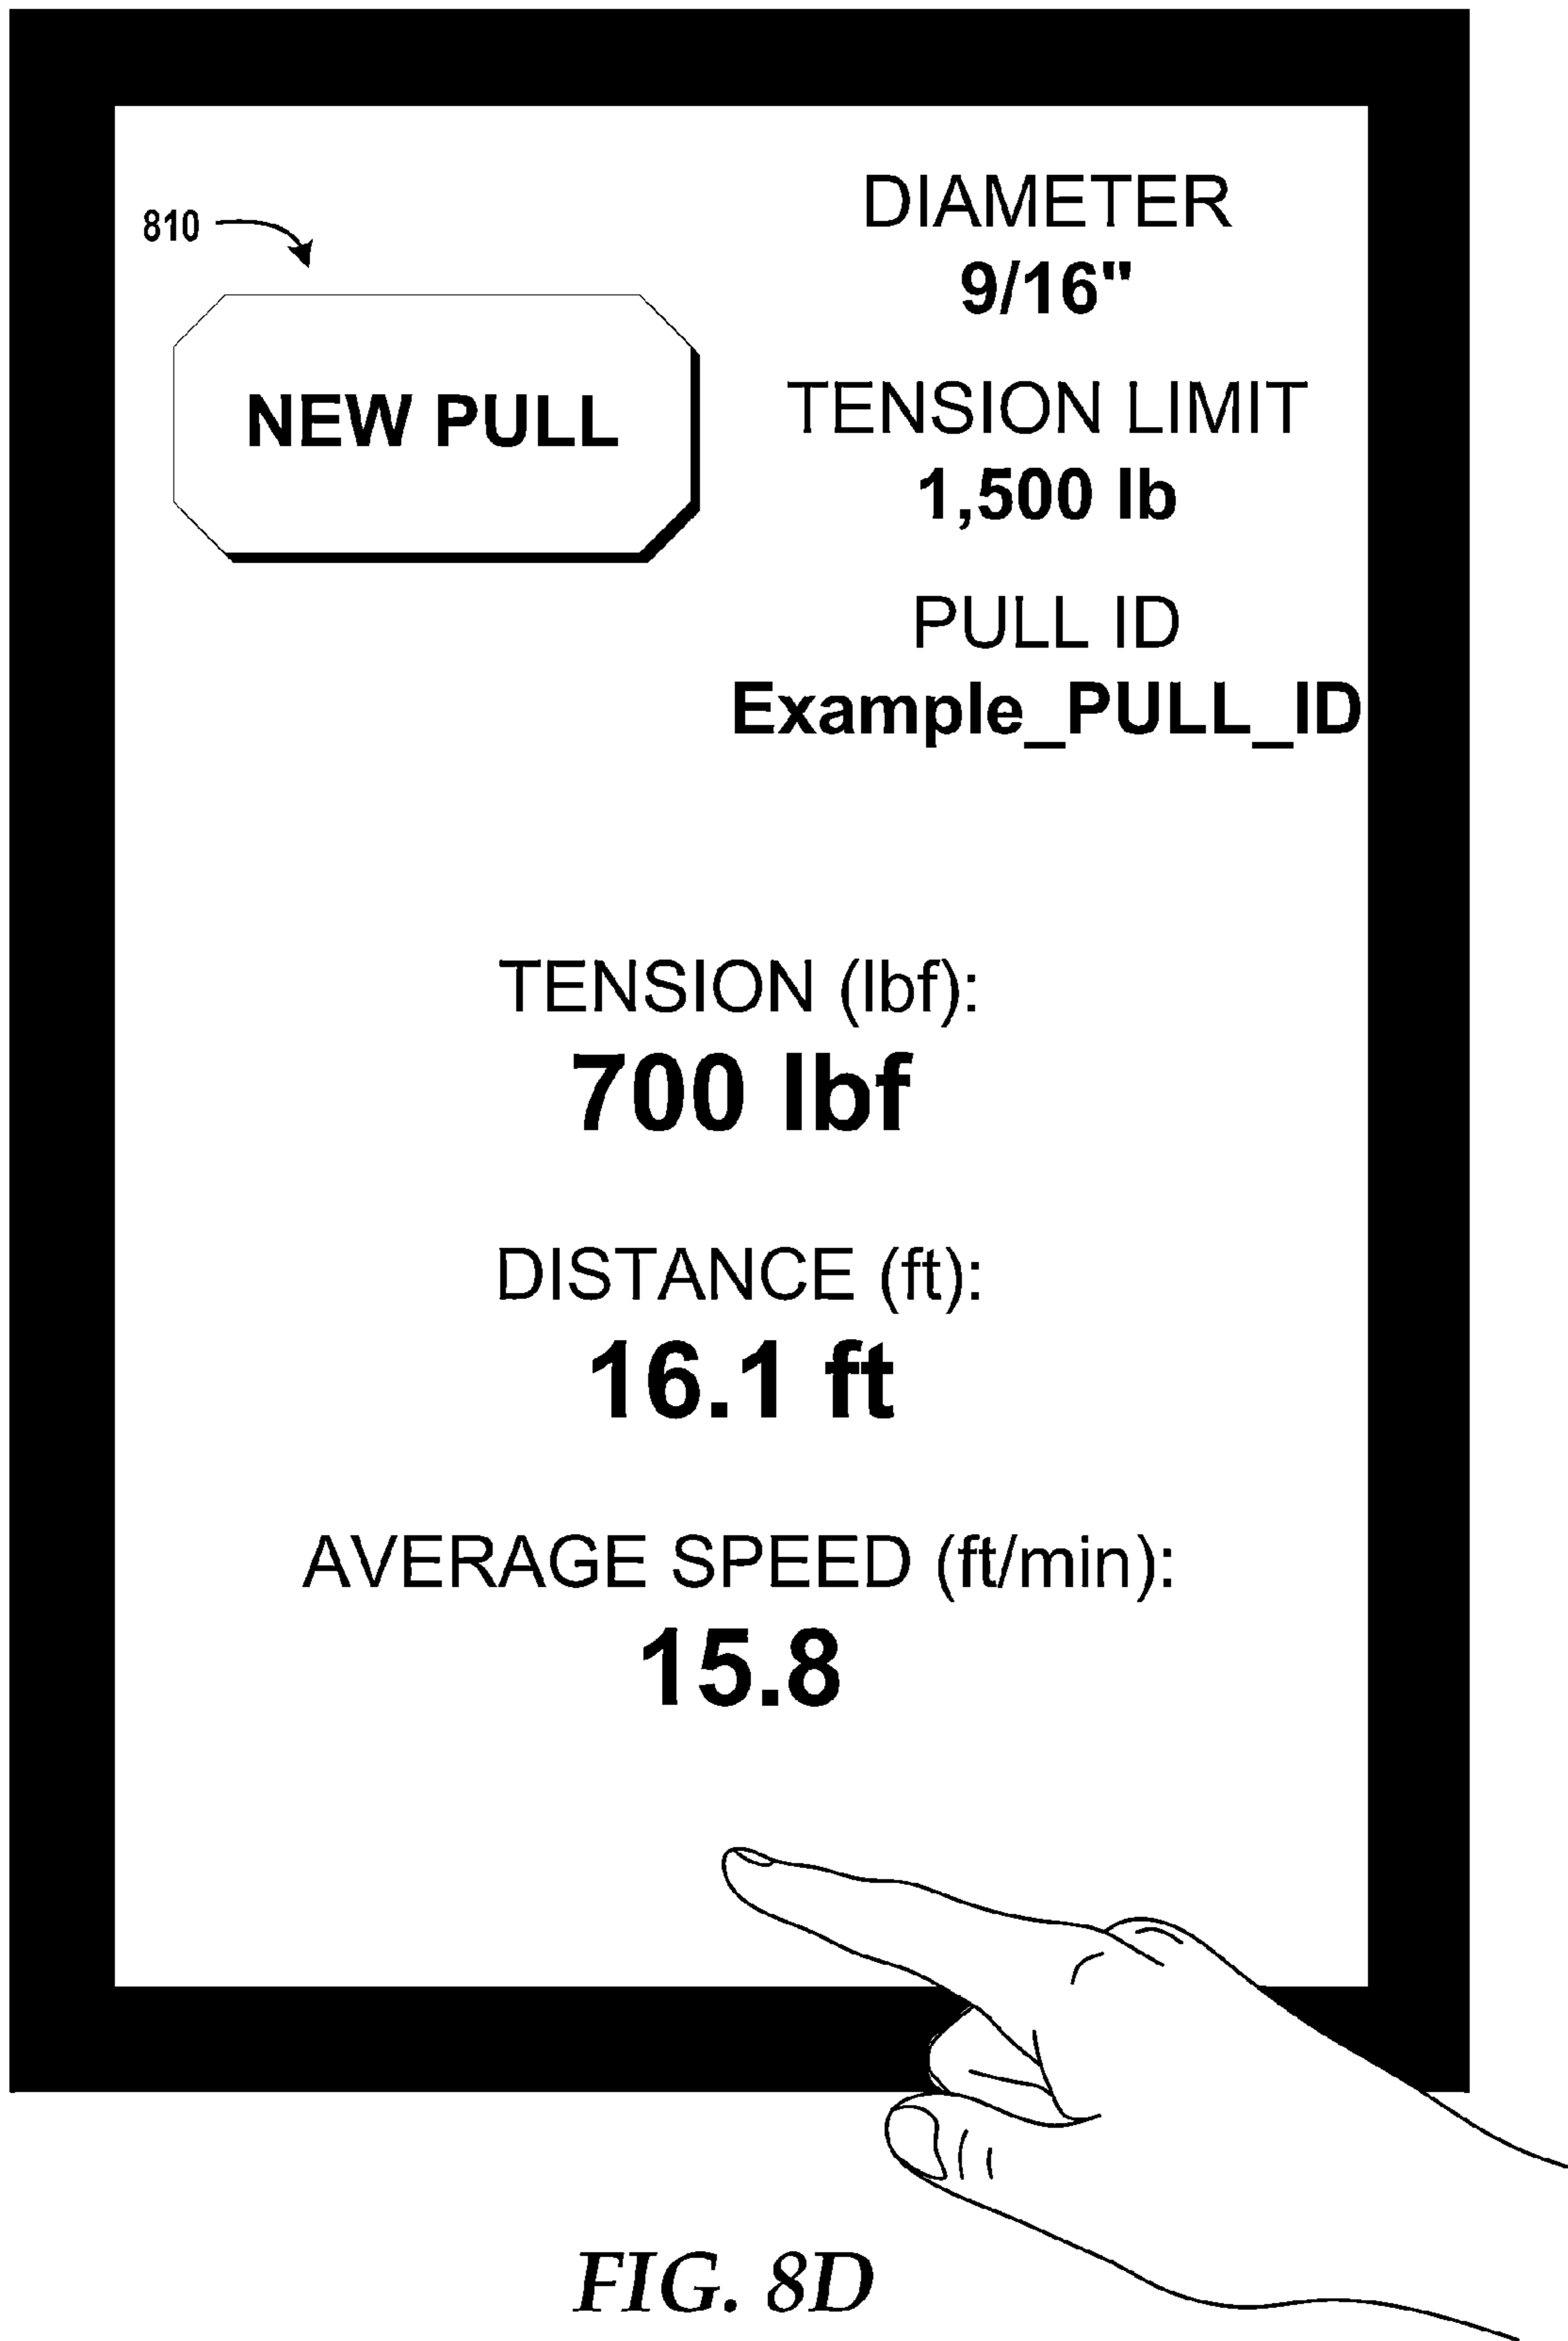 810
NEW PULL
DIAMETER
9/16"
TENSION LIMIT
1,500 lb
PULL ID
Example_PULL_ID
TENSION (lbf):
700 lbf
DISTANCE (ft):
16.1 ft
AVERAGE SPEED (ft/min):
15.8
FIG. 8D